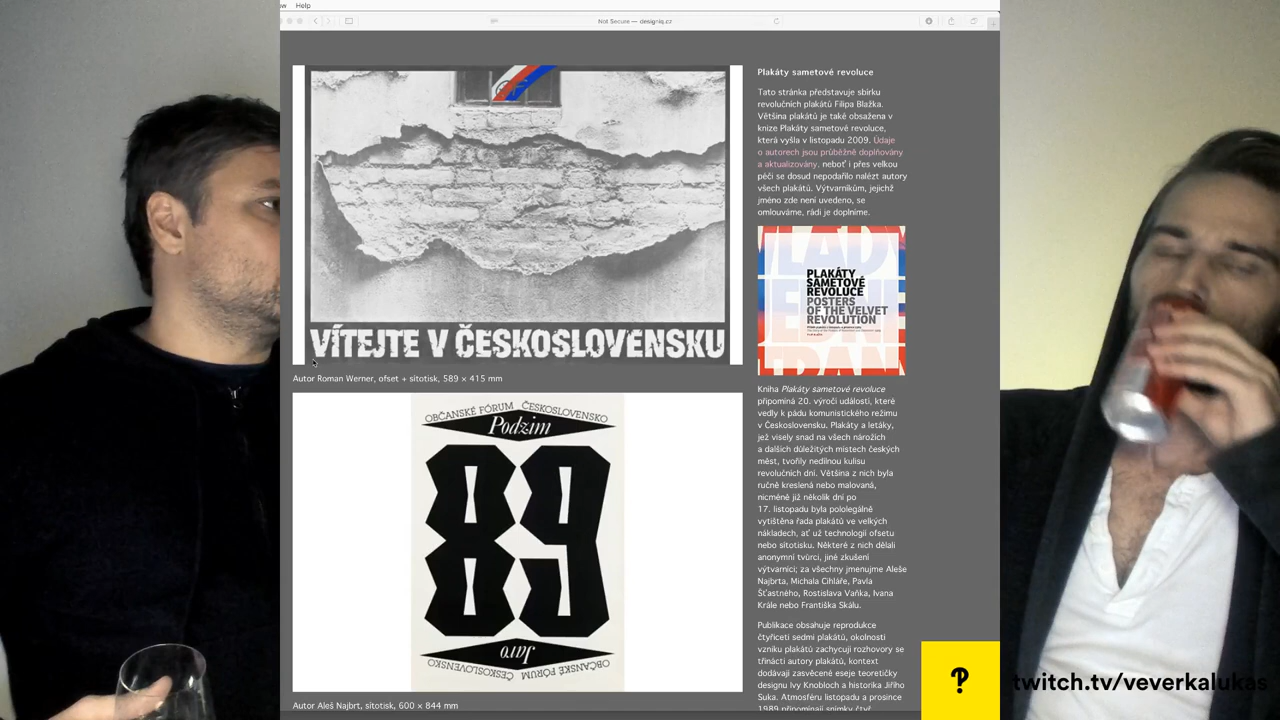 Help
Not Secure — designiq.cz
VÍTEJTE V ČESKOSLOVENSKU
Autor Roman Werner, ofset + sítotisk, 589 × 415 mm
OBČANSKÉ FÓRUM ČESKOSLOVENSKO
Podzim
89
Jaro
OBČANSKÉ FÓRUM ČESKOSLOVENSKO
Autor Aleš Najbrt, sítotisk, 600 × 844 mm
Plakáty sametové revoluce
Tato stránka představuje sbírku
revolučních plakátů Filipa Blažka.
Většina plakátů je také obsažena v
knize Plakáty sametové revoluce,
která vyšla v listopadu 2009. Údaje
o autorech jsou průběžně doplňovány
a aktualizovány, neboť i přes velkou
péči se dosud nepodařilo nalézt autory
všech plakátů. Výtvarníkům, jejichž
jméno zde není uvedeno, se
omlouváme, rádi je doplníme.
PLAKÁTY
SAMETOVÉ
REVOLUCE
POSTERS
OF THE VELVET
REVOLUTION
Kniha Plakáty sametové revoluce
připomíná 20. výročí událostí, které
vedly k pádu komunistického režimu
v Československu. Plakáty a letáky,
jež visely snad na všech nárožích
a dalších důležitých místech českých
měst, tvořily nedílnou kulisu
revolučních dní. Většina z nich byla
ručně kreslená nebo malovaná,
nicméně již několik dní po
17. listopadu byla pololegálně
vytištěna řada plakátů ve velkých
nákladech, ať už technologií ofsetu
nebo sítotisku. Některé z nich dělali
anonymní tvůrci, jiné zkušení
výtvarníci; za všechny jmenujme Aleše
Najbrta, Michala Cihláře, Pavla
Šťastného, Rostislava Vaňka, Ivana
Krále nebo Františka Skálu.
Publikace obsahuje reprodukce
čtyřiceti sedmi plakátů, okolnosti
vzniku plakátů zachycují rozhovory se
třinácti autory plakátů, kontext
dodávají zasvěcené eseje teoretičky
designu Ivy Knobloch a historika Jiřího
Suka. Atmosféru listopadu a prosince
1989 připomínají snímky čtyř
?
twitch.tv/veverkalukas